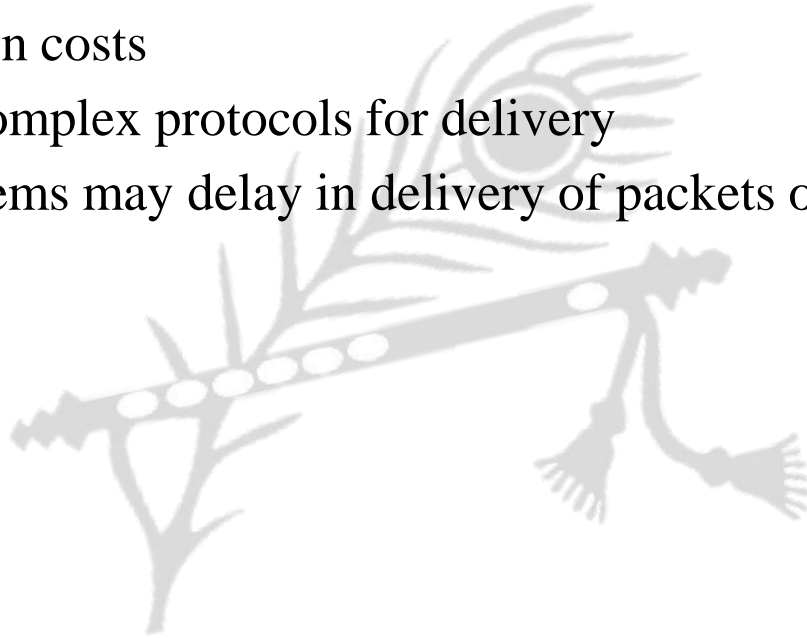 n costs
omplex protocols for delivery
ems may delay in delivery of packets o